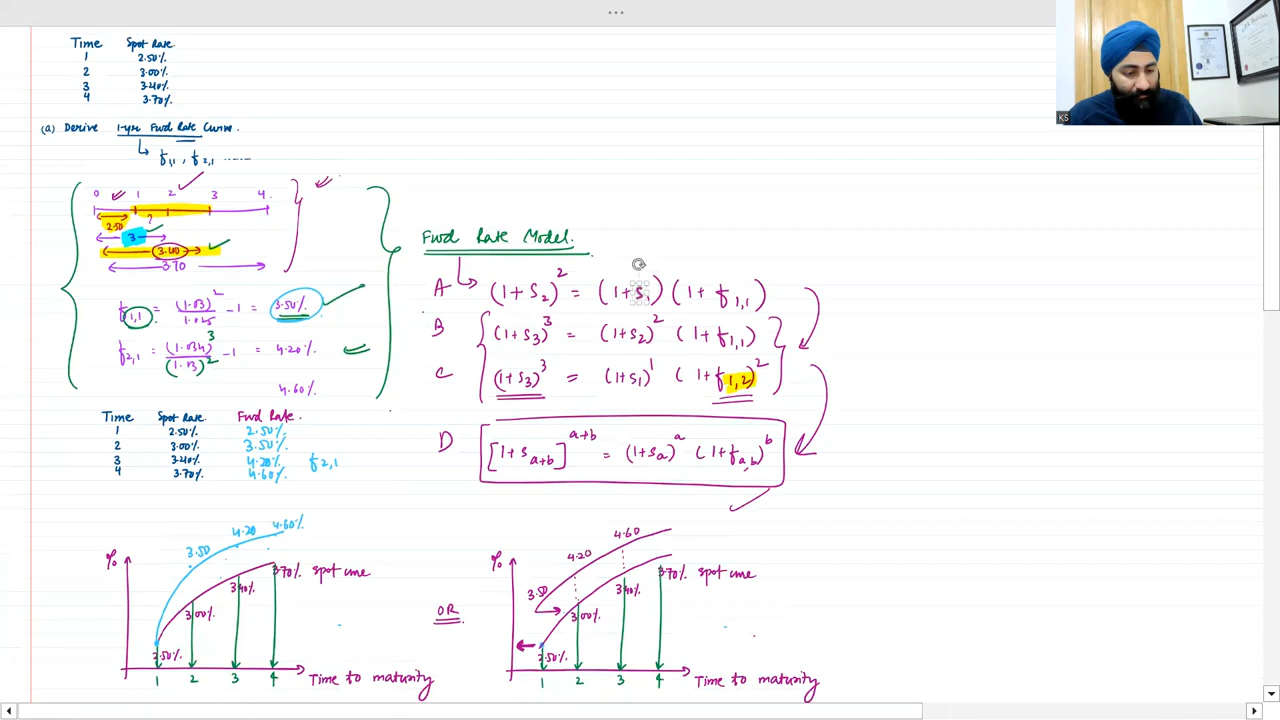 Time Spot Rate
1 2.50%
2 3.00%
3 3.40%
4 3.70%
(a) Derive 1-year Fwd Rate Curve.
f1,1 , f2,1 ......
0 1 2 3 4
2.50 ?
3
3.40
3.70
f1,1 = (1.03)^2 / 1.025 - 1 = 3.50%
f2,1 = (1.034)^3 / (1.03)^2 - 1 = 4.20%
4.60%
Fwd Rate Model.
A (1+S2)^2 = (1+S1) (1+f1,1)
B (1+S3)^3 = (1+S2)^2 (1+f1,1)
C (1+S3)^3 = (1+S1)^1 (1+f1,2)^2
D [1+Sa+b]^a+b = (1+Sa)^a (1+fa,b)^b
Time Spot Rate Fwd Rate.
1 2.50% 2.50%
2 3.00% 3.50%
3 3.40% 4.20% f2,1
4 3.70% 4.60%
%
3.50 4.20 4.60%
3.70% spot curve
3.40%
3.00%
2.50%
1 2 3 4 Time to maturity
OR
%
3.50 4.20 4.60
3.70% spot curve
3.40%
3.00%
2.50%
1 2 3 4 Time to maturity
KS